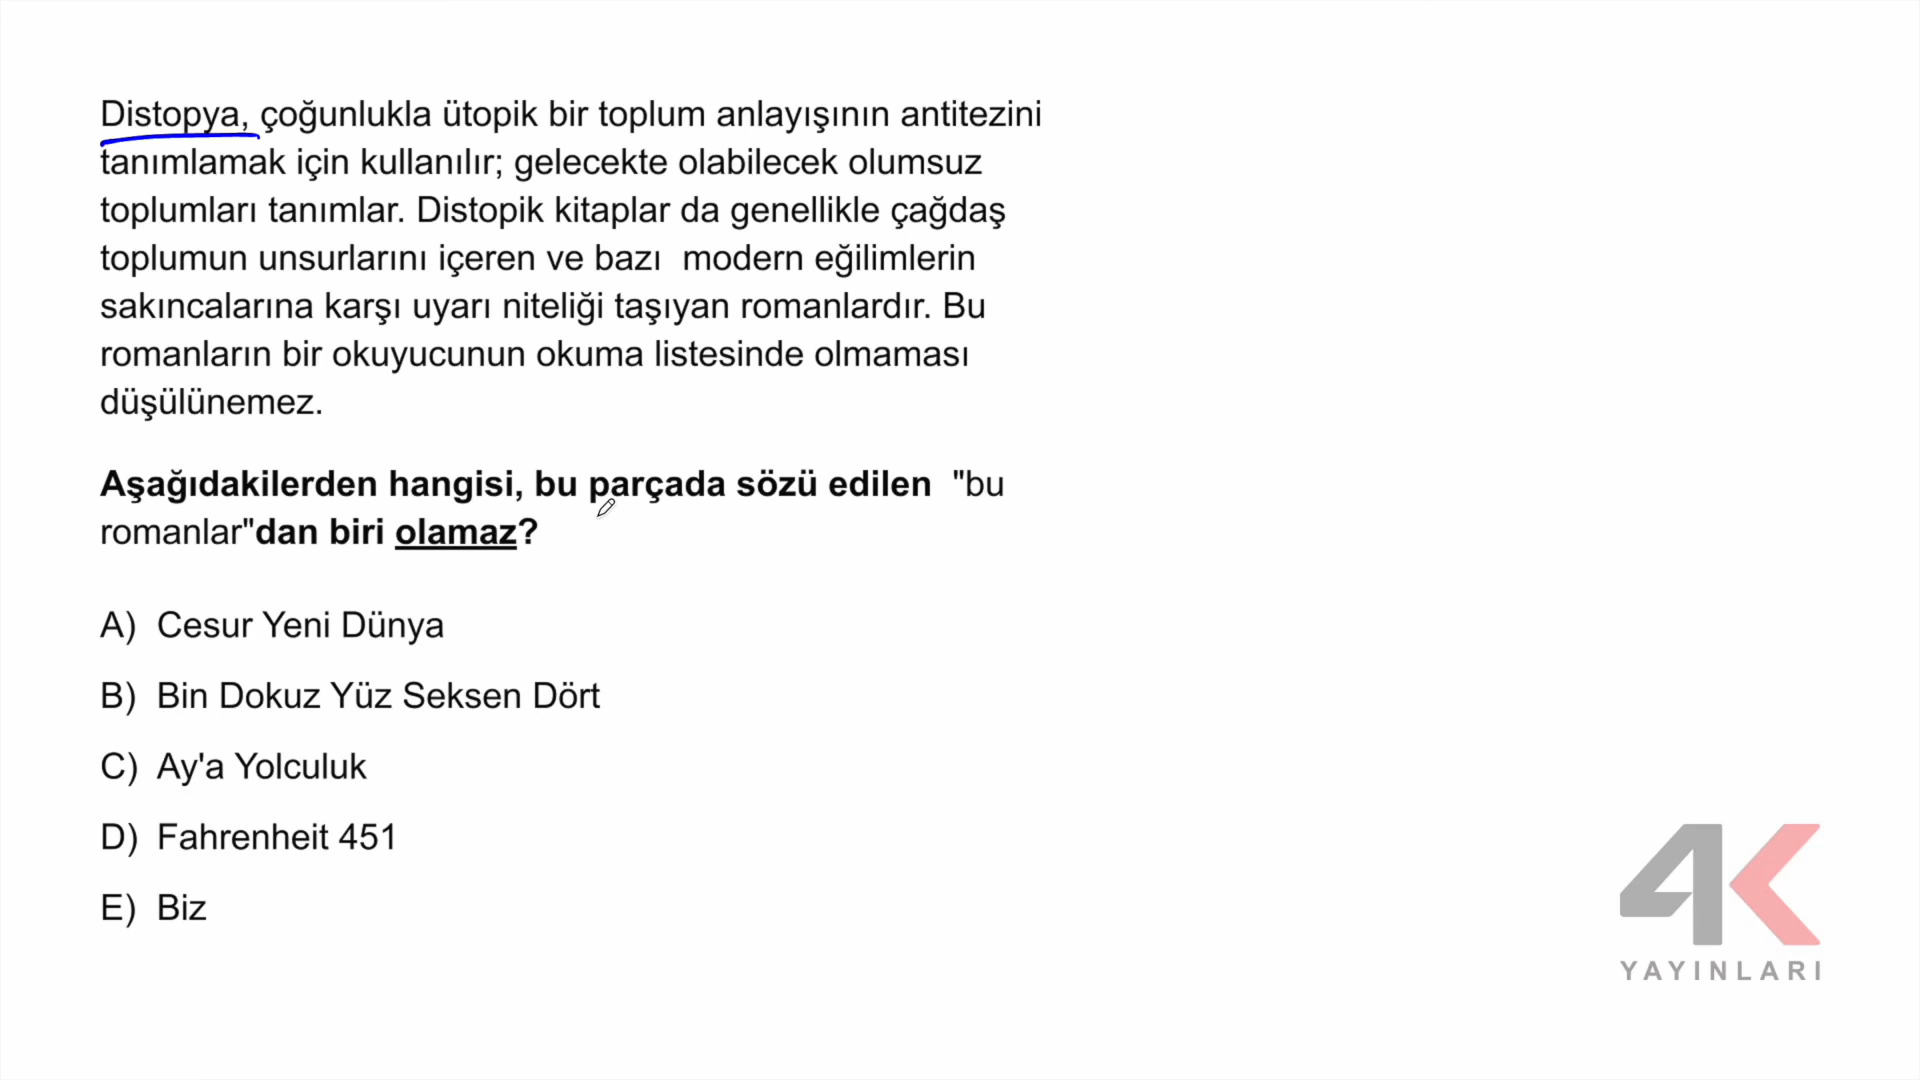 Distopya, çoğunlukla ütopik bir toplum anlayışının antitezini
tanımlamak için kullanılır; gelecekte olabilecek olumsuz
toplumları tanımlar. Distopik kitaplar da genellikle çağdaş
toplumun unsurlarını içeren ve bazı  modern eğilimlerin
sakıncalarına karşı uyarı niteliği taşıyan romanlardır. Bu
romanların bir okuyucunun okuma listesinde olmaması
düşülünemez.
Aşağıdakilerden hangisi, bu parçada sözü edilen  "bu
romanlar"dan biri olamaz?
A)  Cesur Yeni Dünya
B)  Bin Dokuz Yüz Seksen Dört
C)  Ay'a Yolculuk
D)  Fahrenheit 451
E)  Biz
4K
YAYINLARI